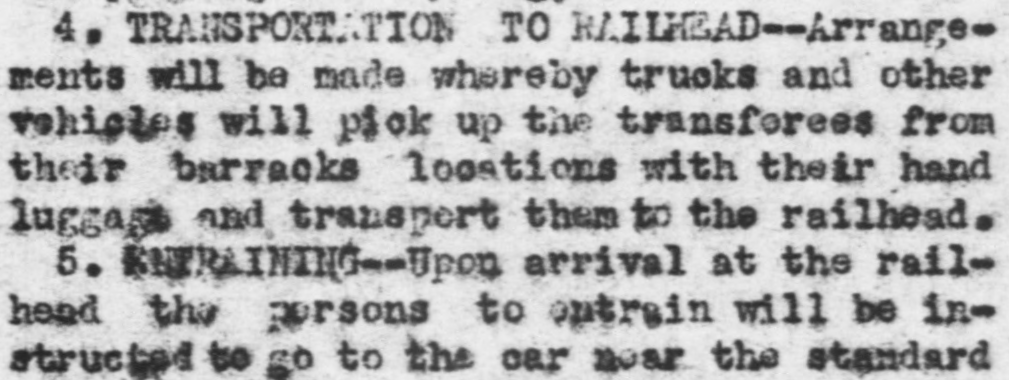 4. TRANSPORTATION TO RAILHEAD--Arrange-
ments will be made whereby trucks and other
vehicles will pick up the transferees from
their barracks locations with their hand
luggage and transport them to the railhead.
5. ENTRAINING--Upon arrival at the rail-
head the persons to entrain will be in-
structed to go to the car near the standard